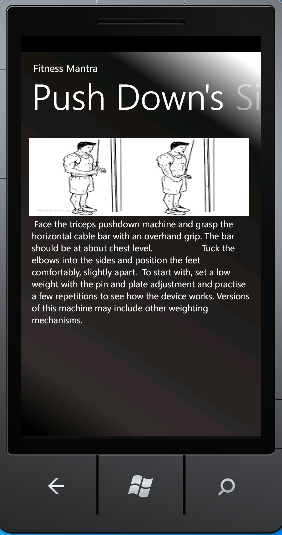 Fitness Mantra
Push Down's Si
Face the triceps pushdown machine and grasp the
horizontal cable bar with an overhand grip. The bar
should be at about chest level. Tuck the
elbows into the sides and position the feet
comfortably, slightly apart. To start with, set a low
weight with the pin and plate adjustment and practise
a few repetitions to see how the device works. Versions
of this machine may include other weighting
mechanisms.